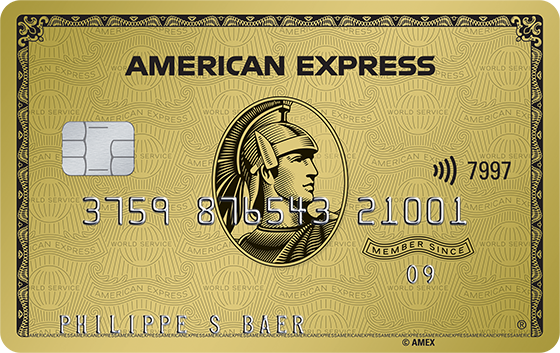 AMERICAN EXPRESS
7997
3759 876543 21001
MEMBER SINCE
09
PHILIPPE S BAER
®
© AMEX